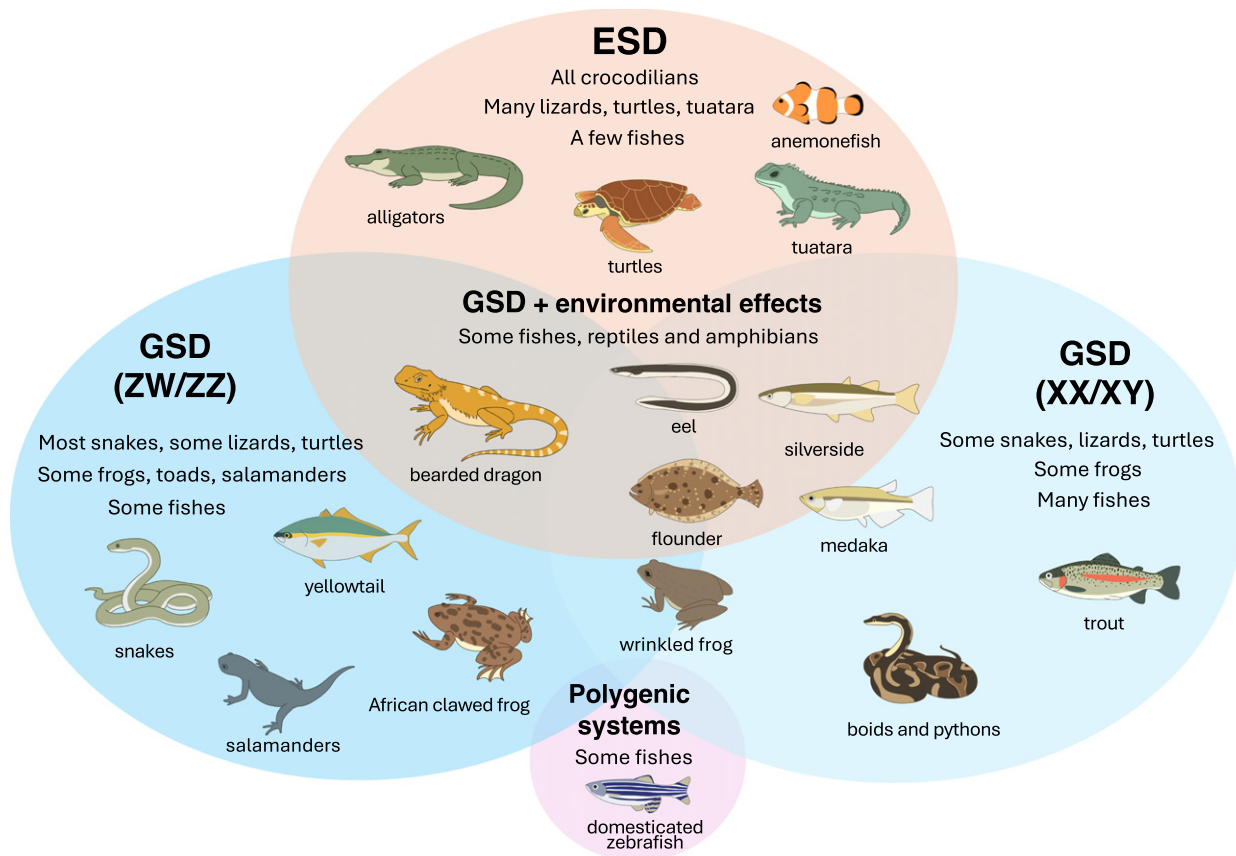 ESD
All crocodilians
Many lizards, turtles, tuatara
A few fishes
anemonefish
alligators
turtles
tuatara
GSD + environmental effects
Some fishes, reptiles and amphibians
bearded dragon
eel
silverside
flounder
medaka
GSD
(ZW/ZZ)
Most snakes, some lizards, turtles
Some frogs, toads, salamanders
Some fishes
yellowtail
snakes
African clawed frog
salamanders
wrinkled frog
GSD
(XX/XY)
Some snakes, lizards, turtles
Some frogs
Many fishes
trout
boids and pythons
Polygenic
systems
Some fishes
domesticated
zebrafish